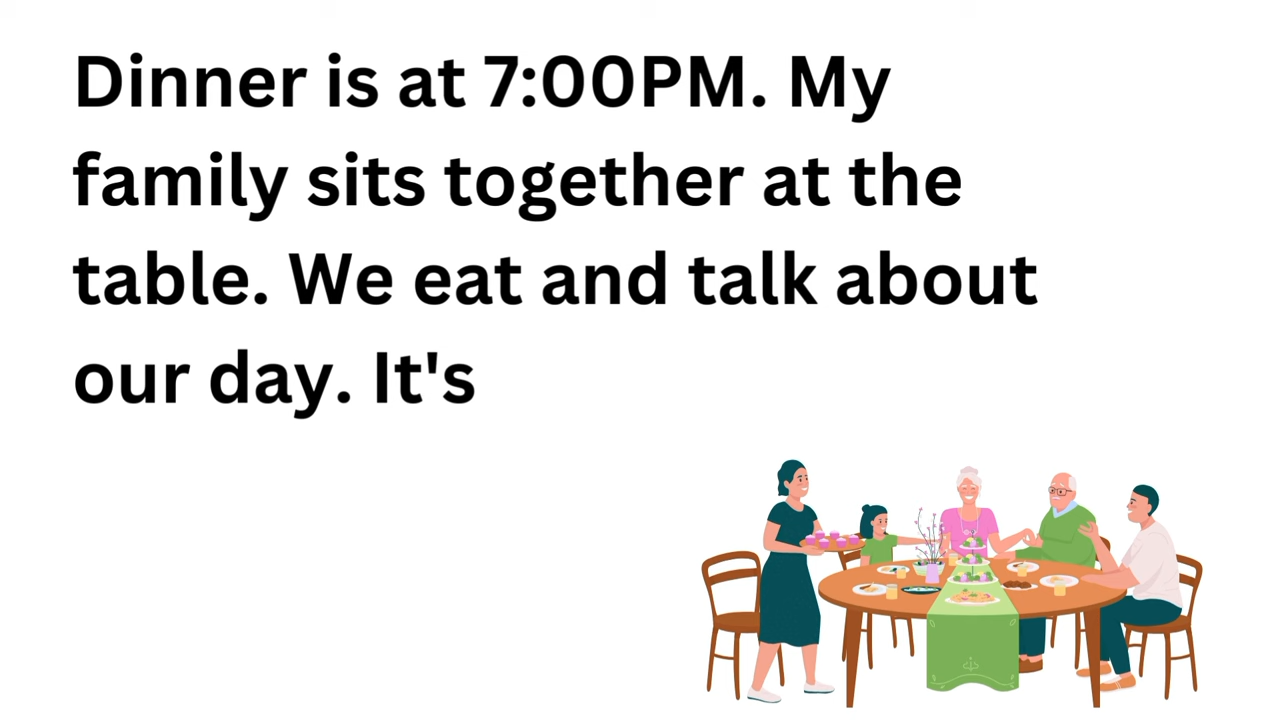 Dinner is at 7:00PM. My
family sits together at the
table. We eat and talk about
our day. It's